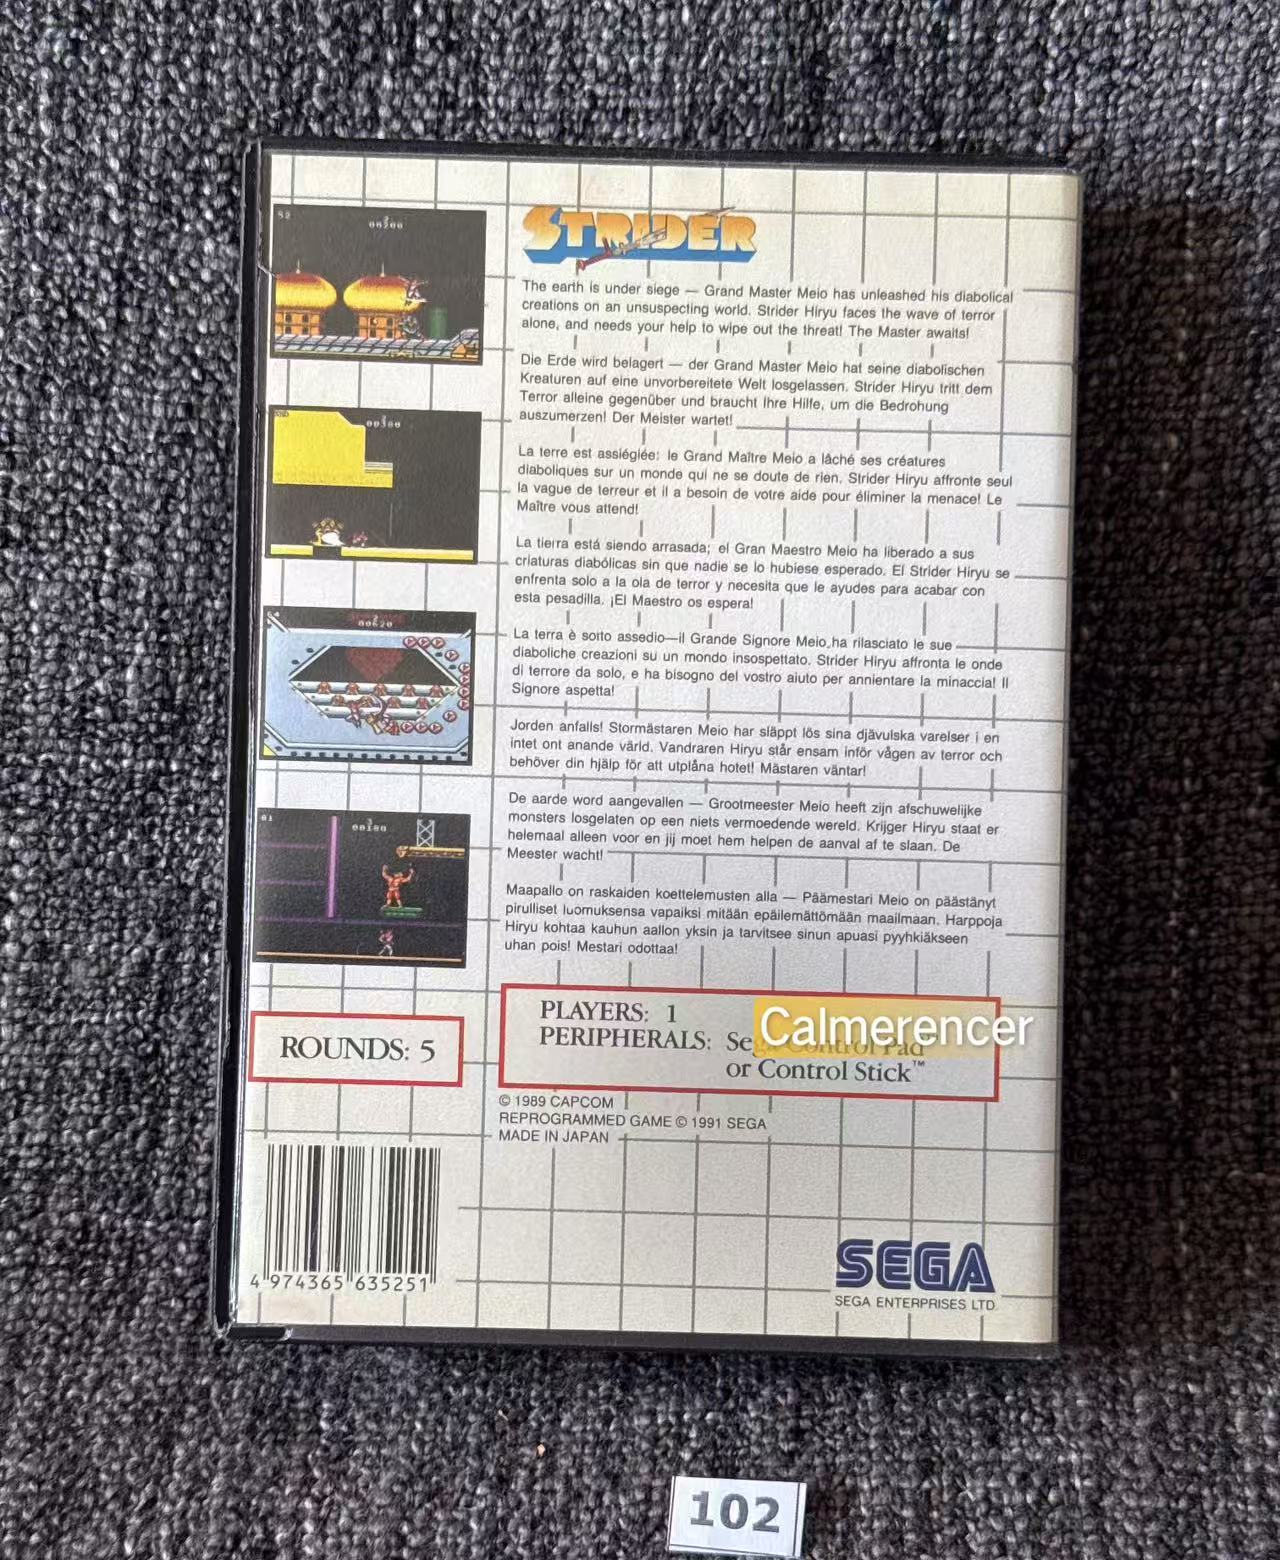 STRIDER
The earth is under siege — Grand Master Meio has unleashed his diabolical
creations on an unsuspecting world. Strider Hiryu faces the wave of terror
alone, and needs your help to wipe out the threat! The Master awaits!
Die Erde wird belagert — der Grand Master Meio hat seine diabolischen
Kreaturen auf eine unvorbereitete Welt losgelassen. Strider Hiryu tritt dem
Terror alleine gegenüber und braucht Ihre Hilfe, um die Bedrohung
auszumerzen! Der Meister wartet!
La terre est assiégiée: le Grand Maître Meio a lâché ses créatures
diaboliques sur un monde qui ne se doute de rien. Strider Hiryu affronte seul
la vague de terreur et il a besoin de votre aide pour éliminer la menace! Le
Maître vous attend!
La tierra está siendo arrasada; el Gran Maestro Meio ha liberado a sus
criaturas diabólicas sin que nadie se lo hubiese esperado. El Strider Hiryu se
enfrenta solo a la ola de terror y necesita que le ayudes para acabar con
esta pesadilla. ¡El Maestro os espera!
La terra è sotto assedio—il Grande Signore Meio,ha rilasciato le sue
diaboliche creazioni su un mondo insospettato. Strider Hiryu affronta le onde
di terrore da solo, e ha bisogno del vostro aiuto per annientare la minaccia! Il
Signore aspetta!
Jorden anfalls! Stormästaren Meio har släppt lös sina djävulska varelser i en
intet ont anande värld. Vandraren Hiryu står ensam inför vågen av terror och
behöver din hjälp för att utplåna hotet! Mästaren väntar!
De aarde word aangevallen — Grootmeester Meio heeft zijn afschuwelijke
monsters losgelaten op een niets vermoedende wereld. Krijger Hiryu staat er
helemaal alleen voor en jij moet hem helpen de aanval af te slaan. De
Meester wacht!
Maapallo on raskaiden koettelemusten alla — Päämestari Meio on päästänyt
pirulliset luomuksensa vapaiksi mitään epäilemättömään maailmaan. Harppoja
Hiryu kohtaa kauhun aallon yksin ja tarvitsee sinun apuasi pyyhkiäkseen
uhan pois! Mestari odottaa!
ROUNDS: 5
PLAYERS: 1
PERIPHERALS: Sega Control Pad
or Control Stick™
Calmerencer
© 1989 CAPCOM
REPROGRAMMED GAME © 1991 SEGA
MADE IN JAPAN
4 974365 635251
SEGA
SEGA ENTERPRISES LTD.
102